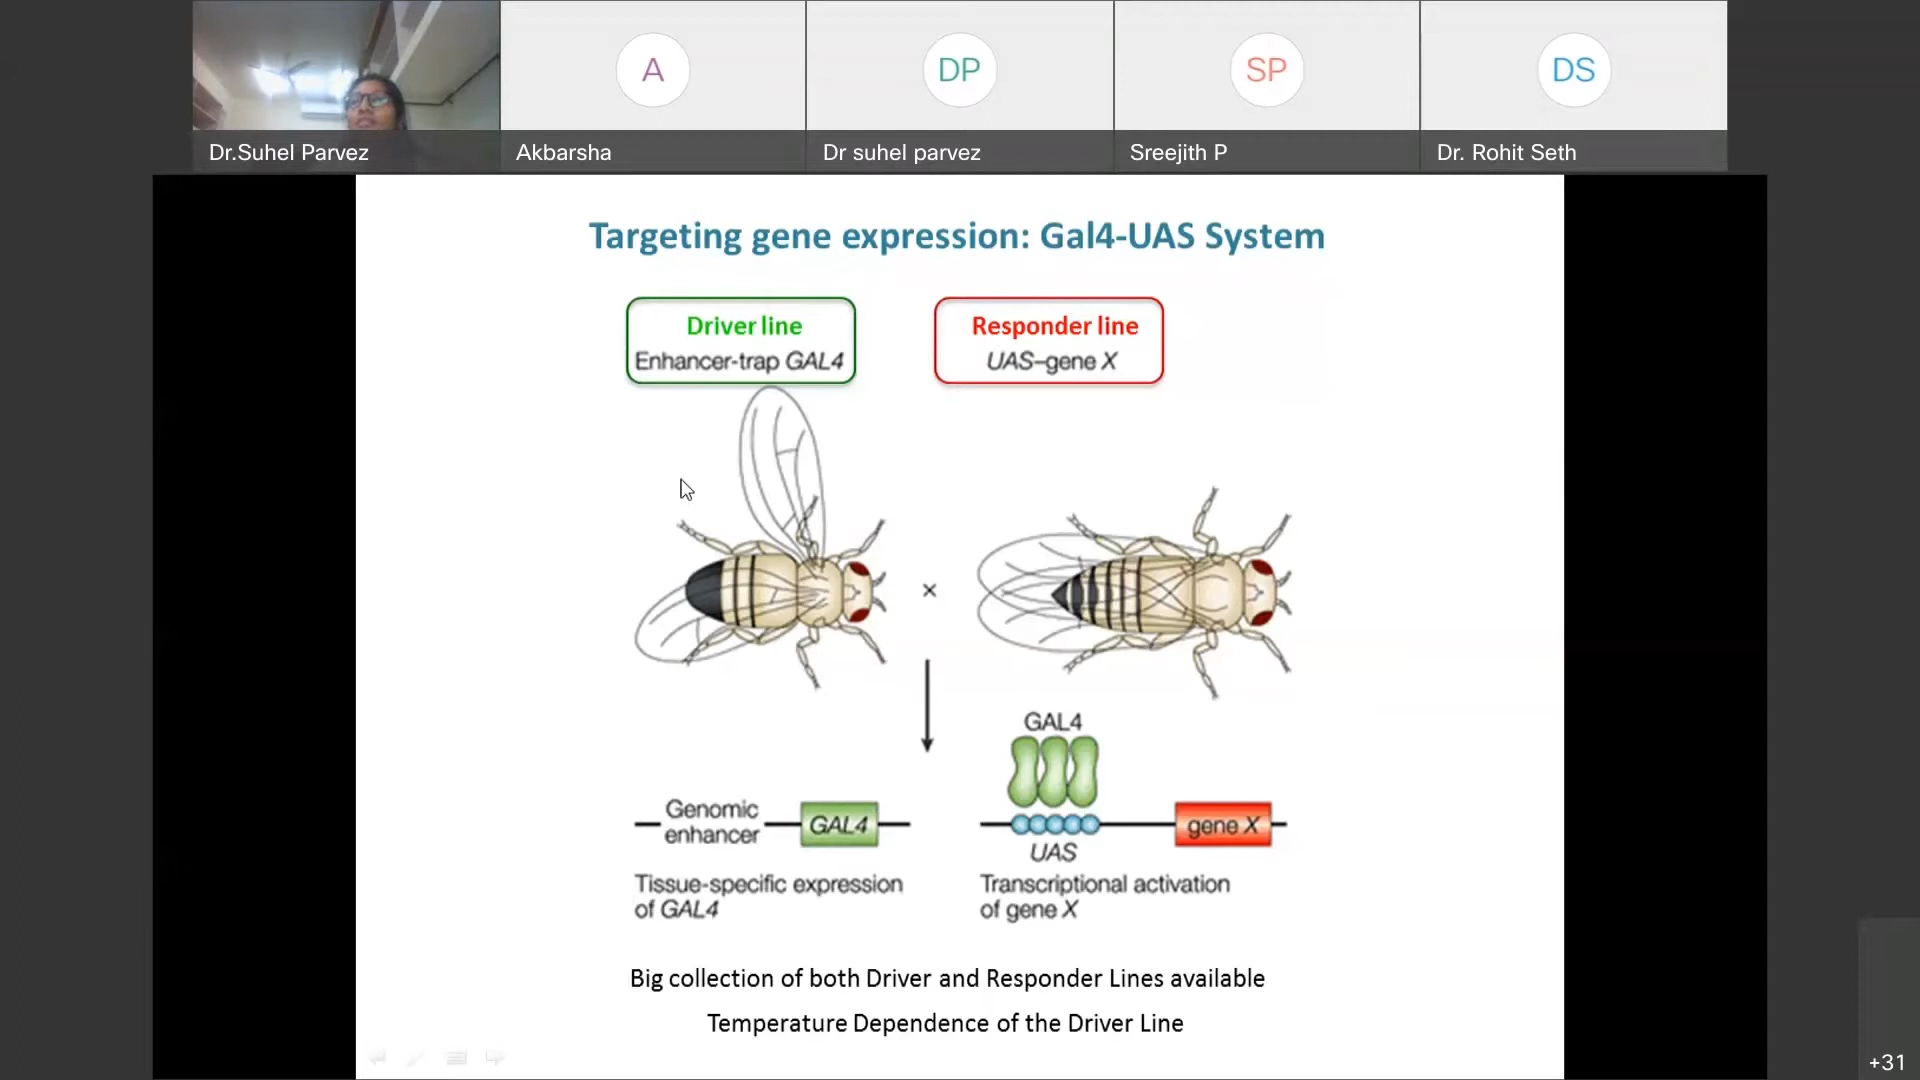 A
DP
SP
DS
Dr.Suhel Parvez
Akbarsha
Dr suhel parvez
Sreejith P
Dr. Rohit Seth
Targeting gene expression: Gal4-UAS System
Driver line
Enhancer-trap GAL4
Responder line
UAS–gene X
×
GAL4
Genomic
enhancer
GAL4
gene X
UAS
Tissue-specific expression
of GAL4
Transcriptional activation
of gene X
Big collection of both Driver and Responder Lines available
Temperature Dependence of the Driver Line
+31